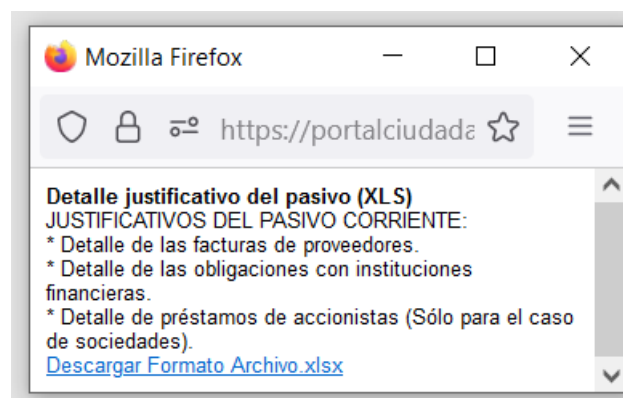 Mozilla Firefox
https://portalciudada
Detalle justificativo del pasivo (XLS)
JUSTIFICATIVOS DEL PASIVO CORRIENTE:
* Detalle de las facturas de proveedores.
* Detalle de las obligaciones con instituciones
financieras.
* Detalle de préstamos de accionistas (Sólo para el caso
de sociedades).
Descargar Formato Archivo.xlsx